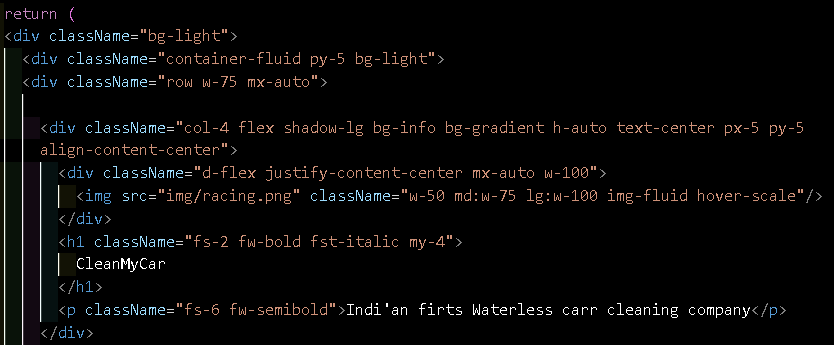 return (
<div className="bg-light">
<div className="container-fluid py-5 bg-light">
<div className="row w-75 mx-auto">
<div className="col-4 flex shadow-lg bg-info bg-gradient h-auto text-center px-5 py-5
align-content-center">
<div className="d-flex justify-content-center mx-auto w-100">
<img src="img/racing.png" className="w-50 md:w-75 lg:w-100 img-fluid hover-scale"/>
</div>
<h1 className="fs-2 fw-bold fst-italic my-4">
CleanMyCar
</h1>
<p className="fs-6 fw-semibold">Indi'an firts Waterless carr cleaning company</p>
</div>